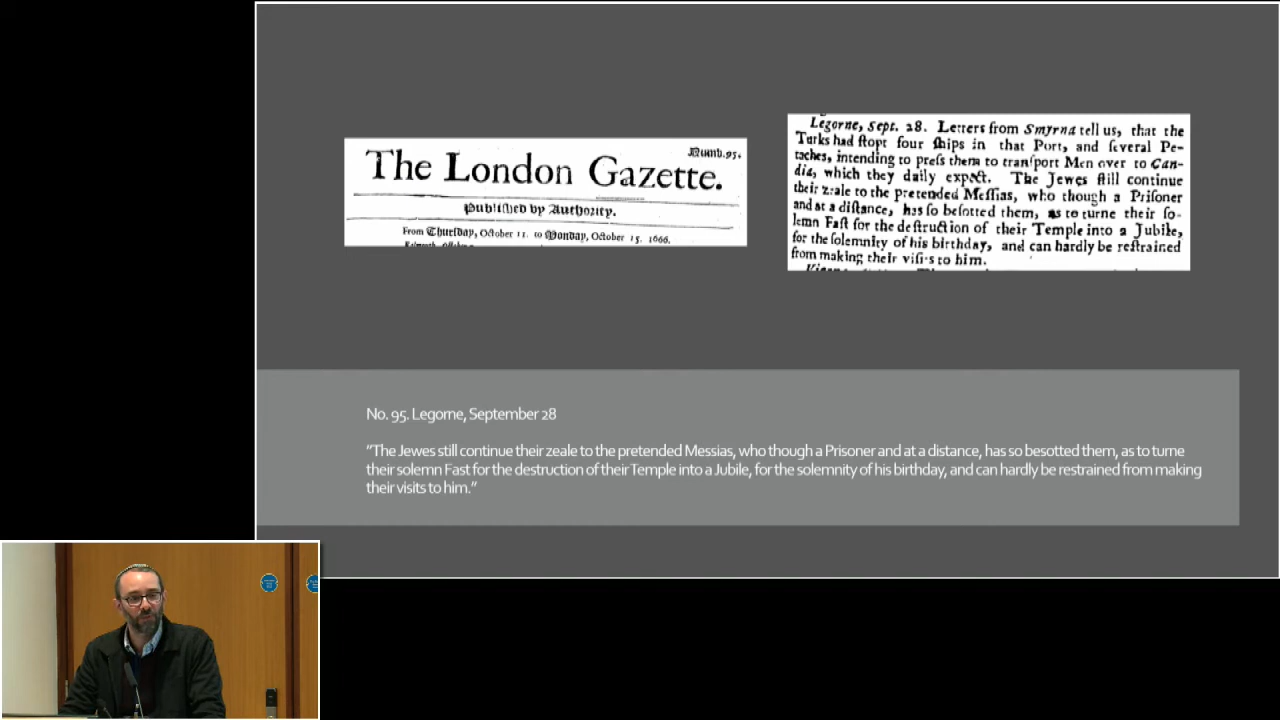 Numb.95.
The London Gazette.
Published by Authority.
From Thursday, October 11. to Monday, October 15. 1666.
Legorne, Sept. 28. Letters from Smyrna tell us, that the
Turks had stopt four ships in that Port, and several Pe-
taches, intending to press them to transport Men over to Can-
dia, which they daily expect. The Jewes still continue
their zeale to the pretended Messias, who though a Prisoner
and at a distance, has so besotted them, as to turne their so-
lemn Fast for the destruction of their Temple into a Jubile,
for the solemnity of his birthday, and can hardly be restrained
from making their visits to him.
No. 95. Legorne, September 28
"The Jewes still continue their zeale to the pretended Messias, who though a Prisoner and at a distance, has so besotted them, as to turne
their solemn Fast for the destruction of their Temple into a Jubile, for the solemnity of his birthday, and can hardly be restrained from making
their visits to him."